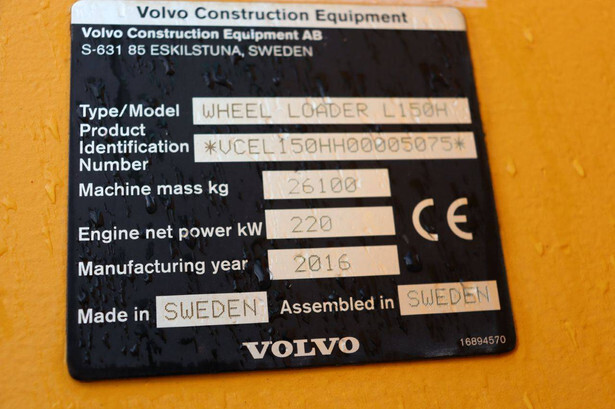 Volvo Construction Equipment
Volvo Construction Equipment AB
S-631 85 ESKILSTUNA, SWEDEN
Type/Model WHEEL LOADER L150H
Product
Identification *VCEL150HH00005075*
Number
Machine mass kg 26100
Engine net power kW 220
CE
Manufacturing year 2016
Made in SWEDEN Assembled in SWEDEN
VOLVO
16894570